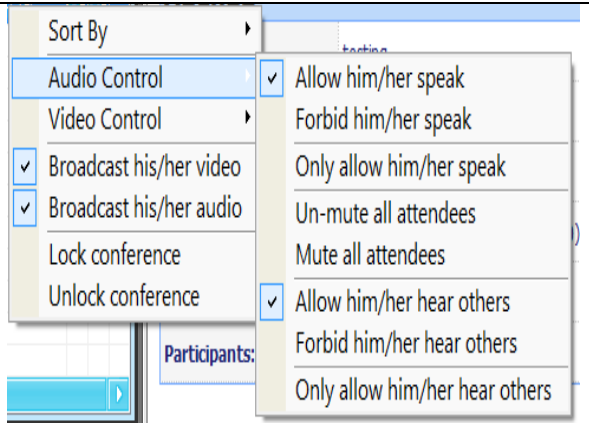 Sort By
Audio Control
Video Control
Broadcast his/her video
Broadcast his/her audio
Lock conference
Unlock conference
testing
Allow him/her speak
Forbid him/her speak
Only allow him/her speak
Un-mute all attendees
Mute all attendees
Allow him/her hear others
Forbid him/her hear others
Only allow him/her hear others
Participants: